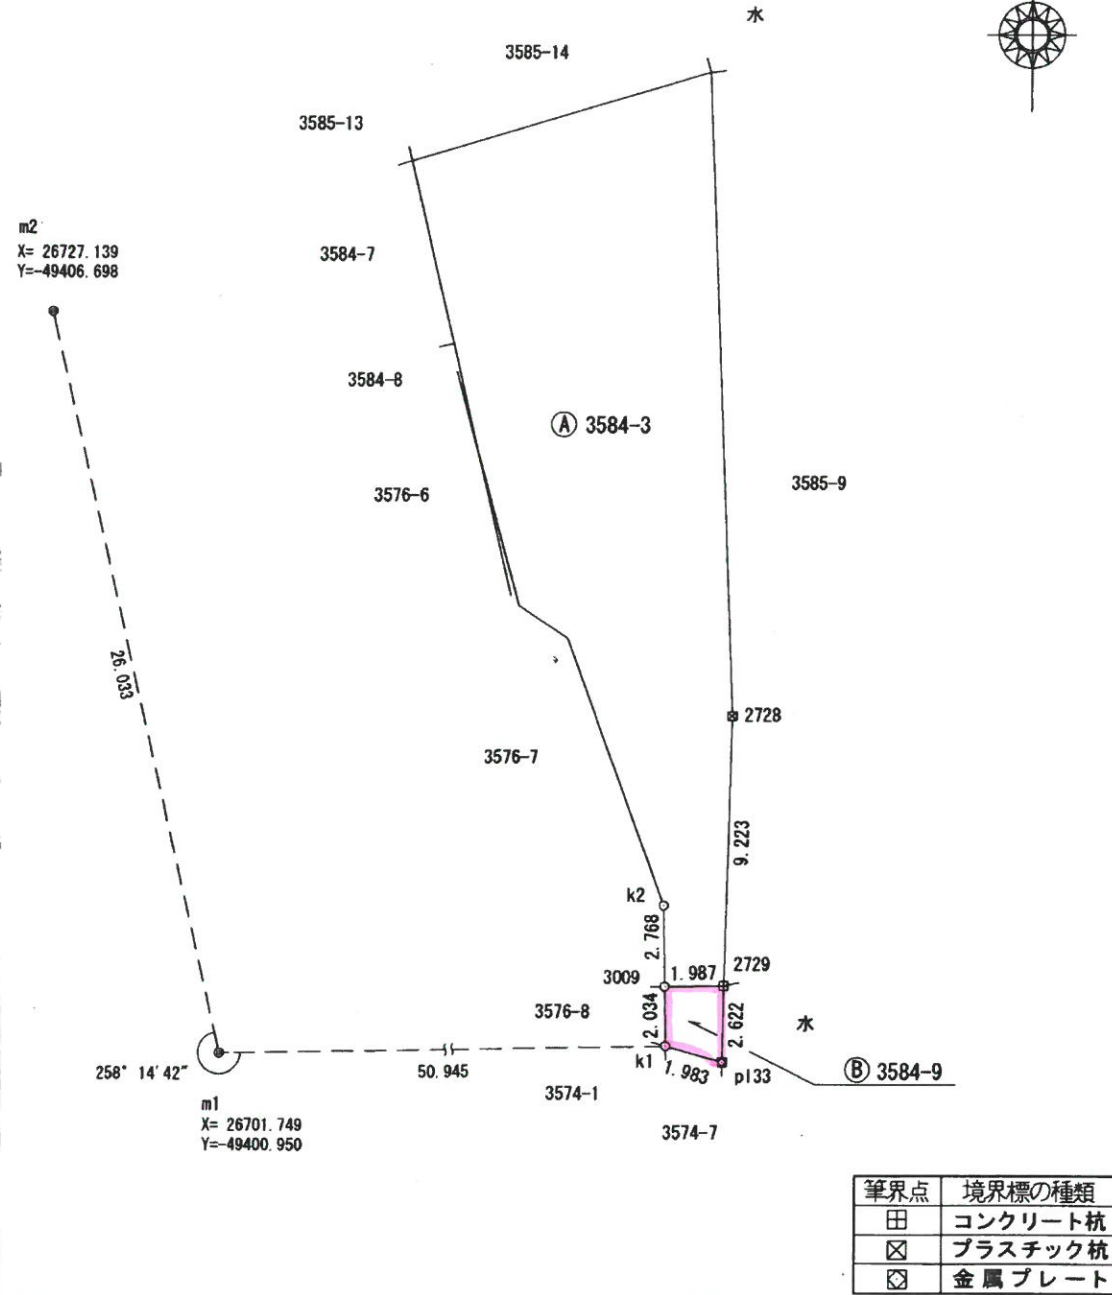 水
3585-14
3585-13
m2
X= 26727.139
Y=-49406.698
3584-7
3584-8
Ⓐ 3584-3
3576-6
3585-9
26.033
2728
3576-7
9.223
k2
2.768
3009
1.987
2729
3576-8
2.034
2.622
水
k1
1.983
pl33
Ⓑ 3584-9
258° 14′42″
50.945
3574-1
m1
X= 26701.749
Y=-49400.950
3574-7
筆界点 境界標の種類
コンクリート杭
プラスチック杭
金属プレート